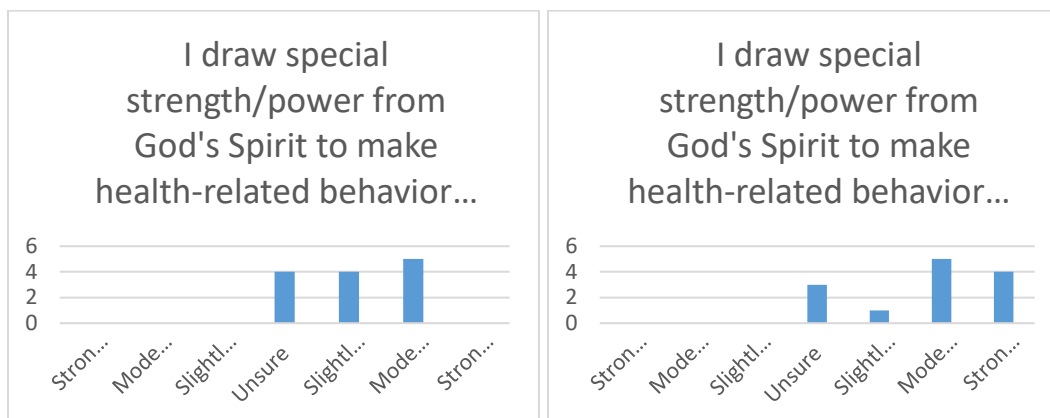 I draw special
strength/power from
God's Spirit to make
health-related behavior...
6
4
2
0
Stron...
Mode...
Slightl...
Unsure
Slightl...
Mode...
Stron...
I draw special
strength/power from
God's Spirit to make
health-related behavior...
6
4
2
0
Stron...
Mode...
Slightl...
Unsure
Slightl...
Mode...
Stron...